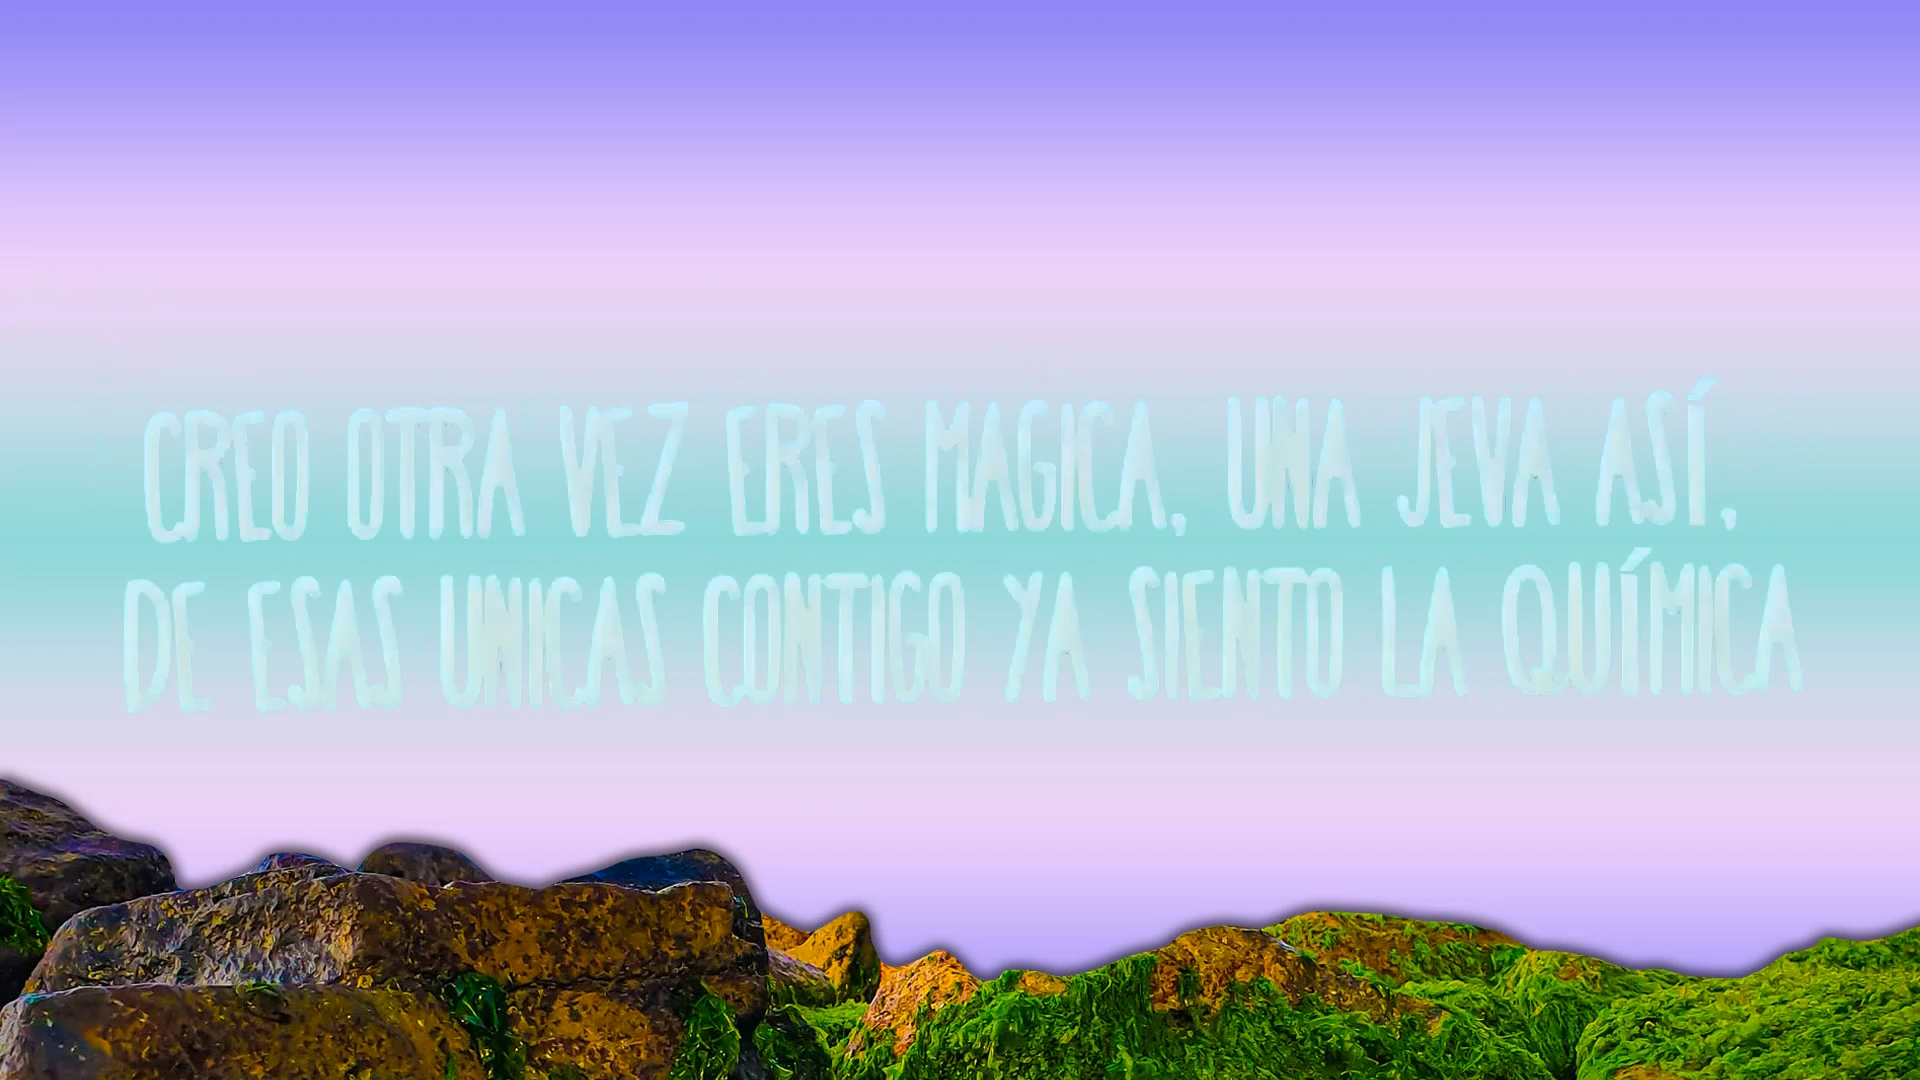 CREO OTRA VEZ ERES MAGICA, UNA JEVA ASÍ,
DE ESAS UNICAS CONTIGO YA SIENTO LA QUÍMICA